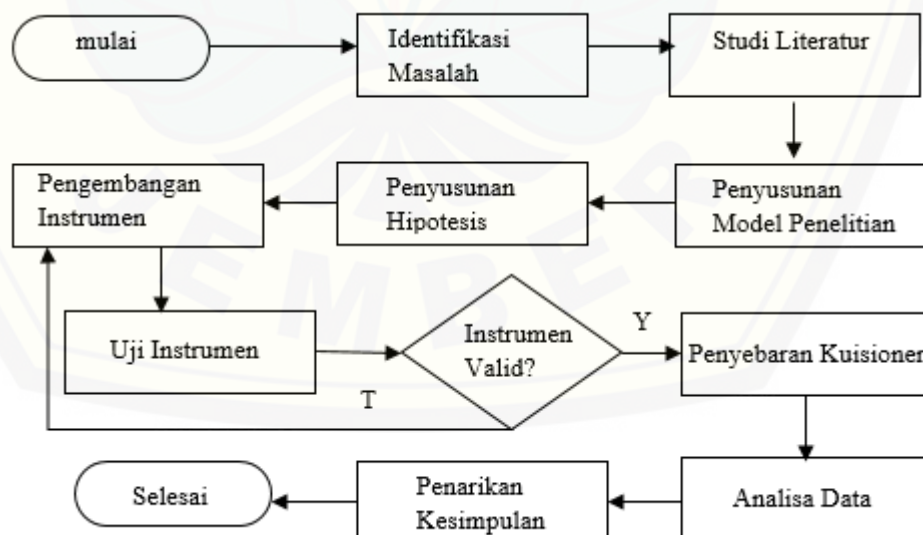 mulai
Identifikasi
Masalah
Studi Literatur
Penyusunan
Model Penelitian
Penyusunan
Hipotesis
Pengembangan
Instrumen
Uji Instrumen
Instrumen
Valid?
Y
T
Penyebaran Kuisioner
Analisa Data
Penarikan
Kesimpulan
Selesai
JEMBER